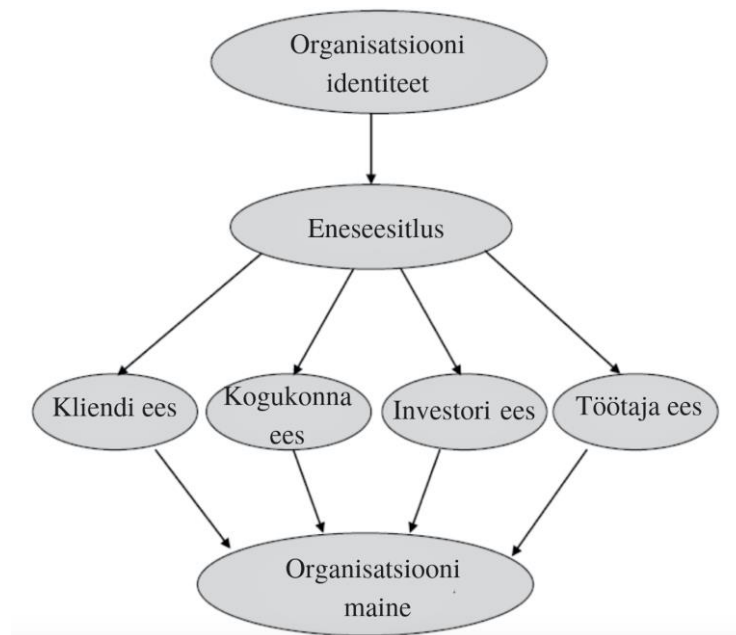 Organisatsiooni
identiteet
Eneseesitlus
Kliendi ees
Kogukonna
ees
Investori ees
Töötaja ees
Organisatsiooni
maine